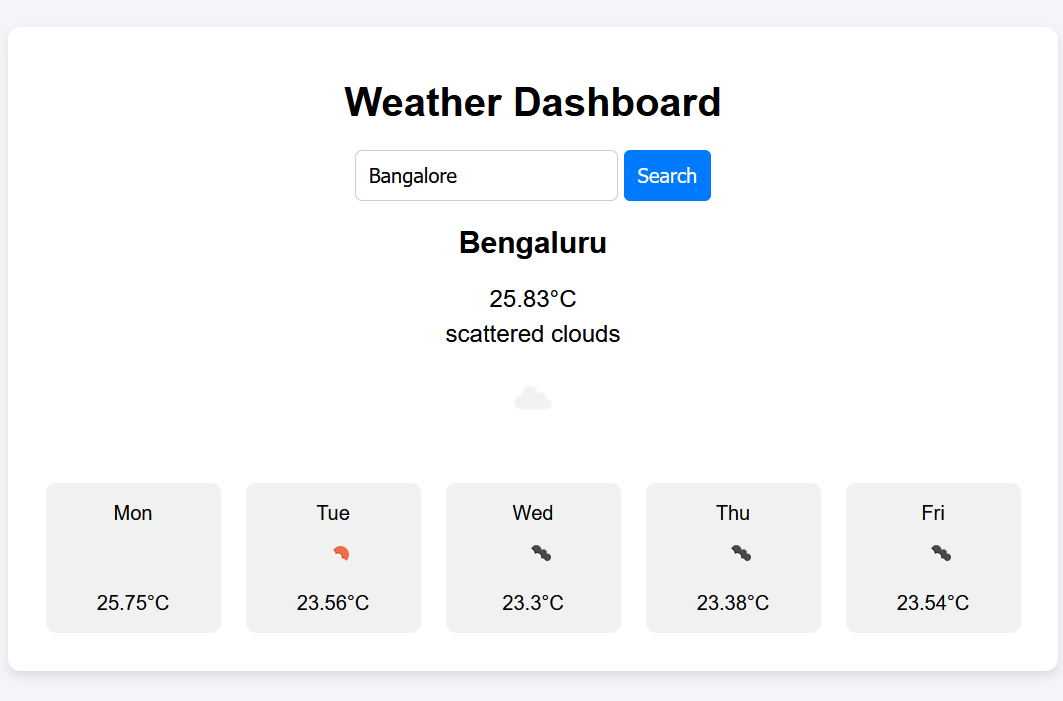 Weather Dashboard
Bangalore Search
Bengaluru
25.83°C
scattered clouds
Mon Tue Wed Thu Fri
25.75°C 23.56°C 23.3°C 23.38°C 23.54°C